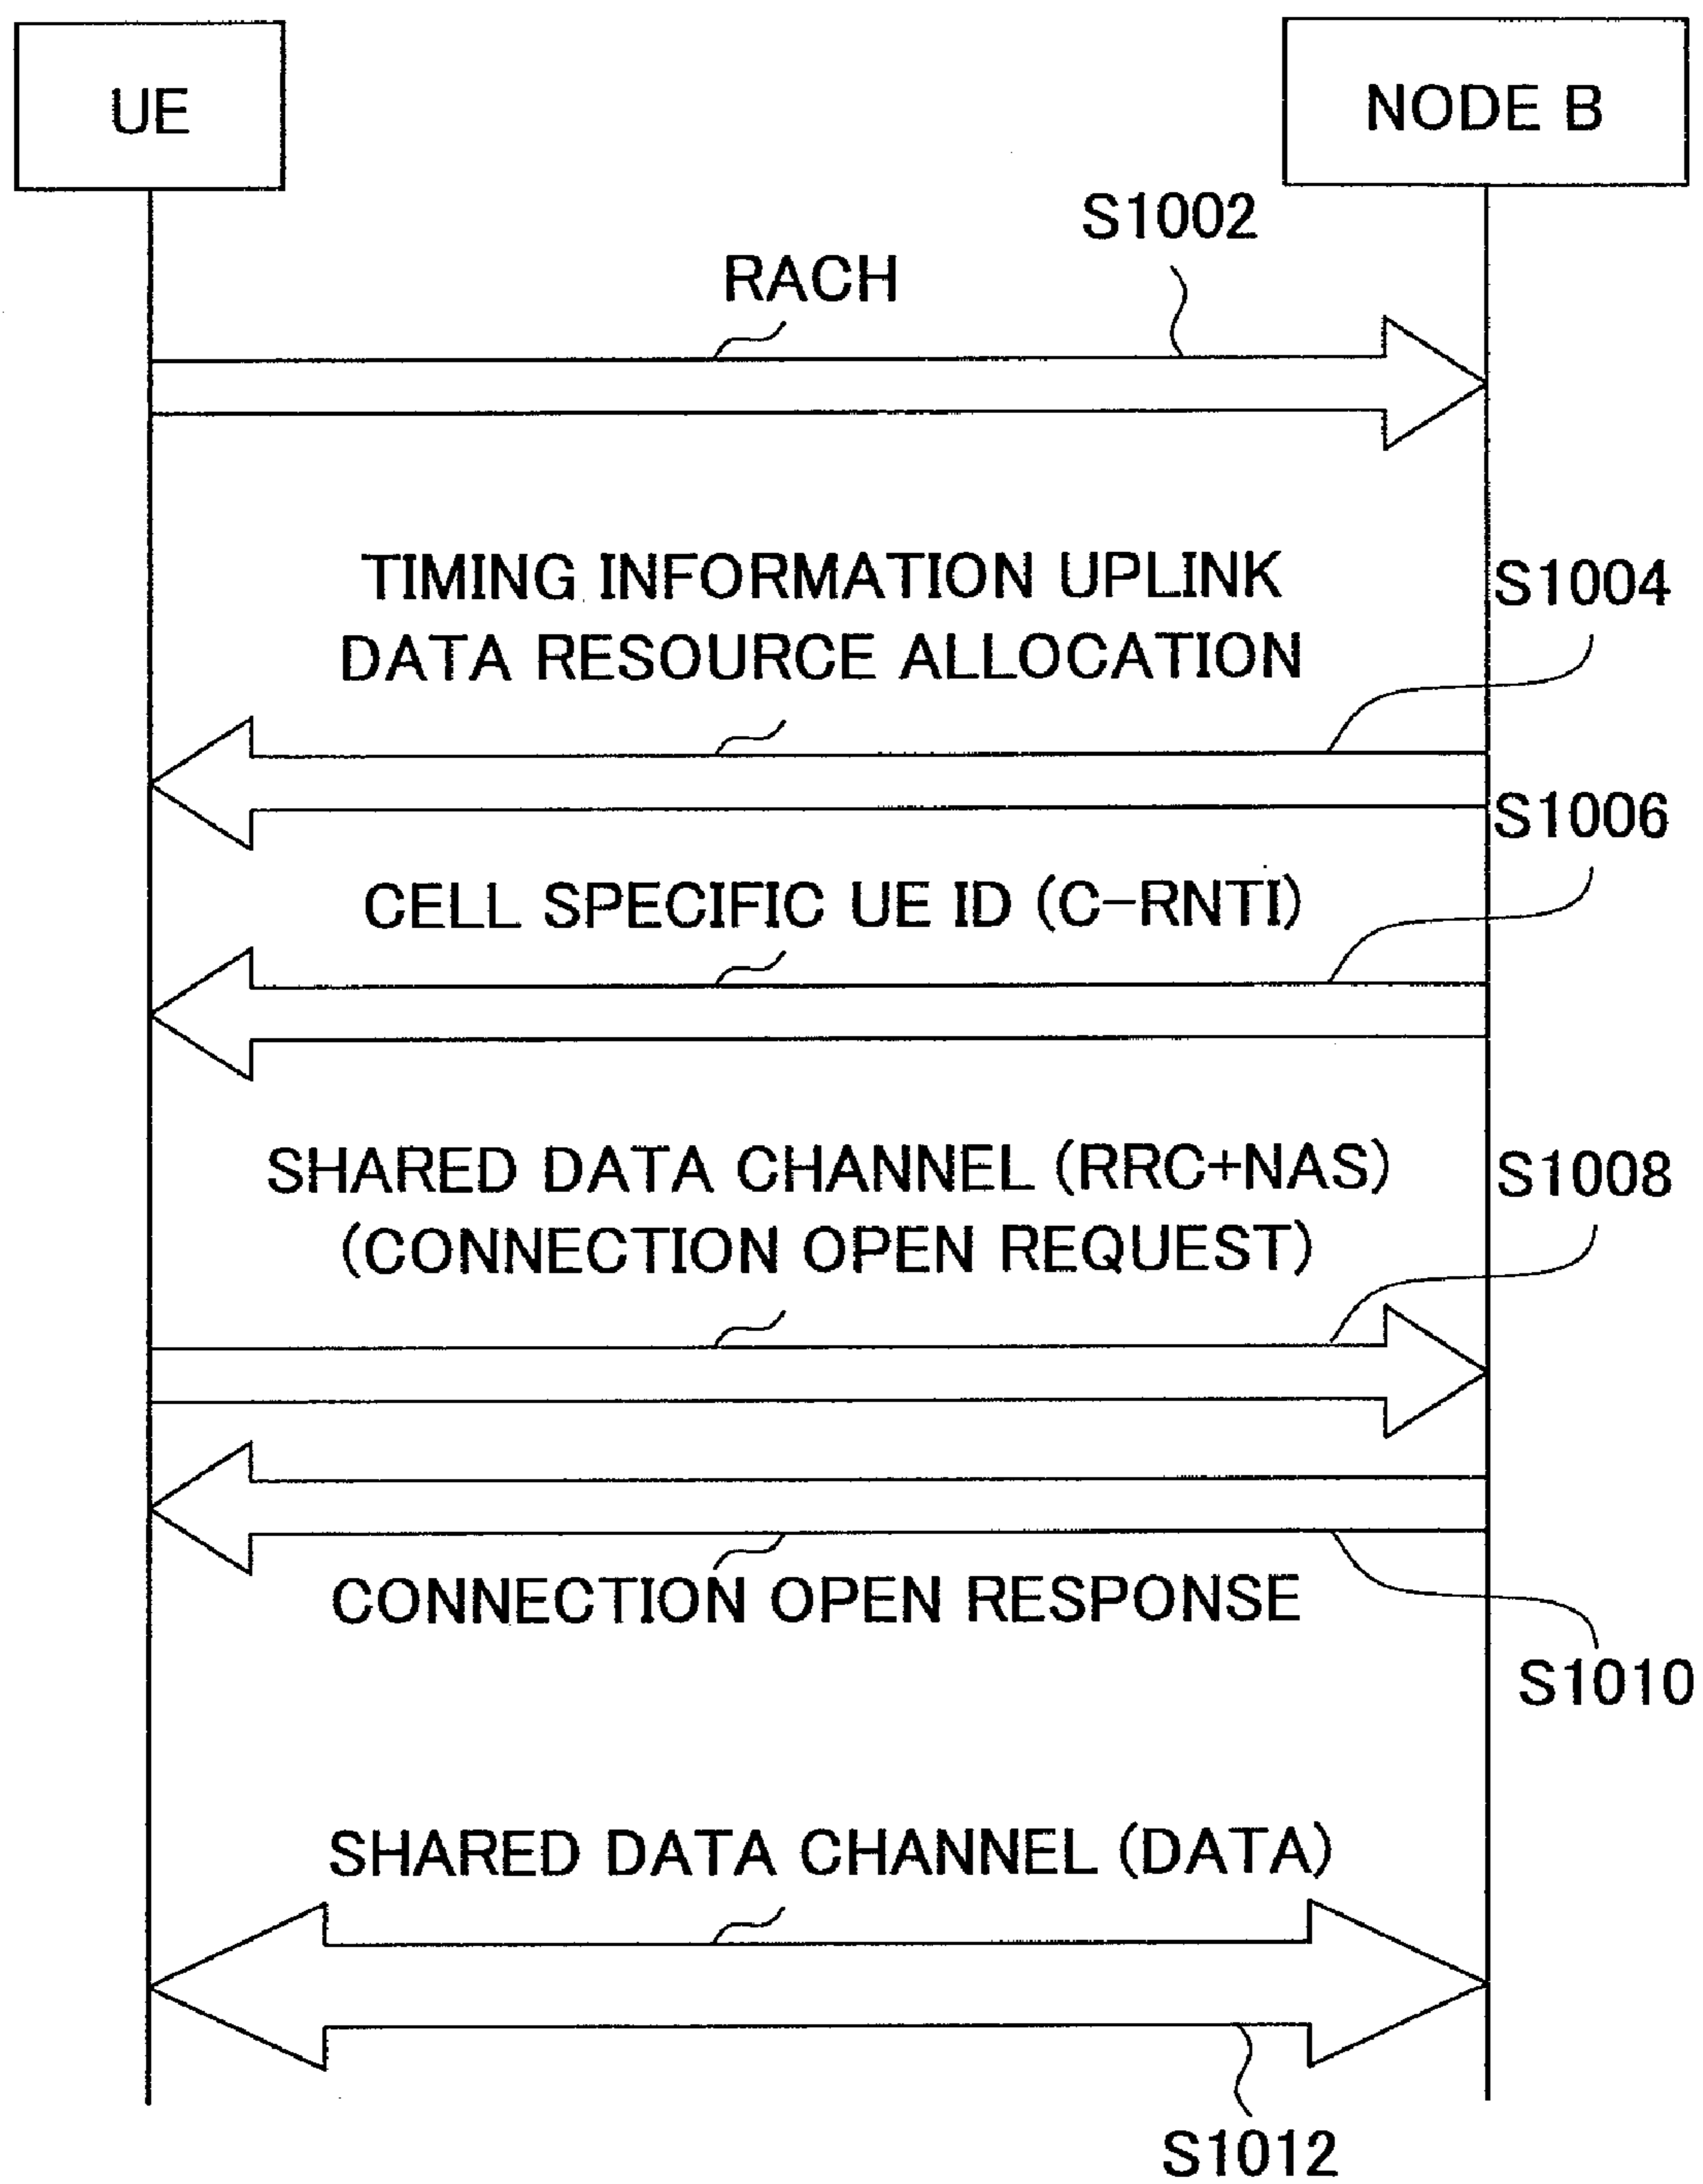 UE
NODE B
S1002
RACH
TIMING INFORMATION UPLINK
S1004
DATA RESOURCE ALLOCATION
S1006
CELL SPECIFIC UE ID (C-RNTI)
SHARED DATA CHANNEL (RRC+NAS)
S1008
(CONNECTION OPEN REQUEST)
CONNECTION OPEN RESPONSE
S1010
SHARED DATA CHANNEL (DATA)
S1012